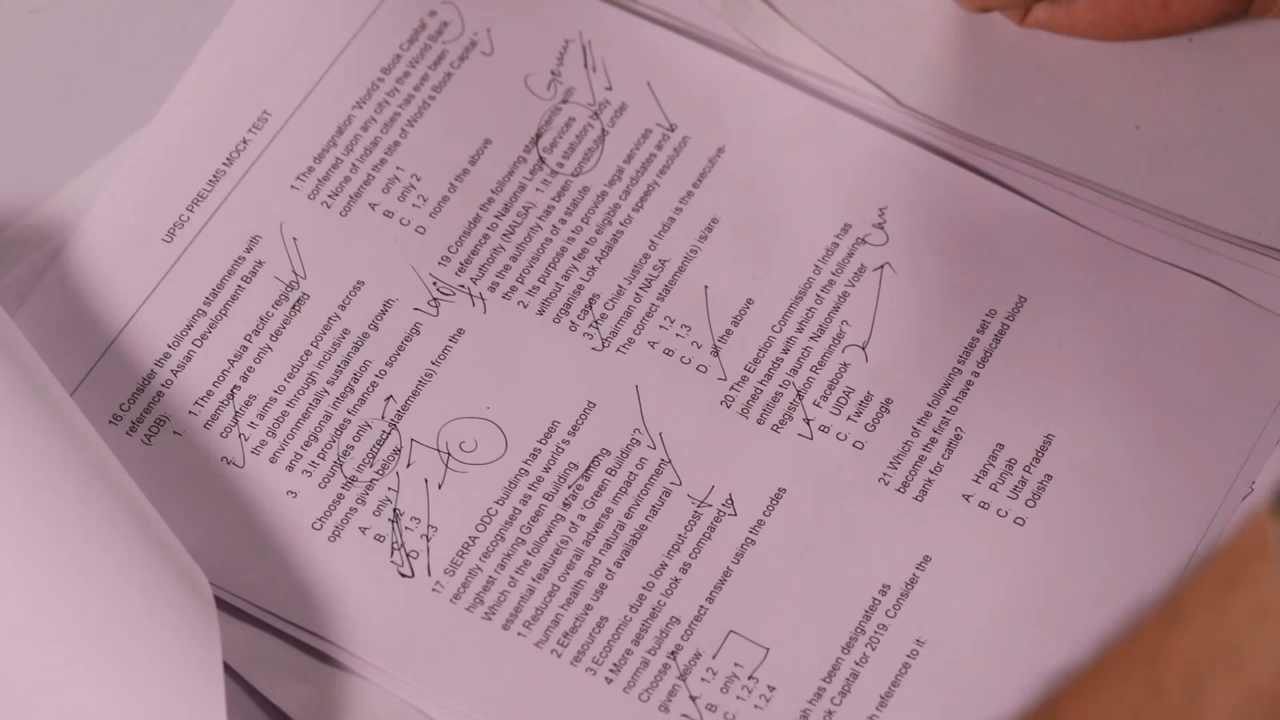 UPSC PRELIMS MOCK TEST
16.Consider the following statements with
reference to Asian Development Bank
(ADB):
1. 1.The non-Asia Pacific region
members are only developed
countries.
2. 2. It aims to reduce poverty across
the globe through inclusive
environmentally sustainable growth,
and regional integration.
3. 3.It provides finance to sovereign
countries only.
Choose the incorrect statement(s) from the
options given below:
A. only 1
B.
C. 1,3
D. 2,3
C
17. SIERRA ODC building has been
recently recognised as the world's second
highest ranking Green Building.
Which of the following is/are among
essential feature(s) of a 'Green Building'?
1.Reduced overall adverse impact on
human health and natural environment
2.Effective use of available natural
resources
3 Economic due to low input-cost
4.More aesthetic look as compared to
normal building.
Choose the correct answer using the codes
given below:
A 1,2
B only 1
C. 1,2,3
1,2,4
ah has been designated as
ok Capital for 2019. Consider the
h reference to it:
1.The designation "World's Book Capital" is
conferred upon any city by the World Bank
2.None of Indian cities has ever been
conferred the title of World's Book Capital."
A only 1
B only 2
C 1,2
D none of the above
19.Consider the following statements with
reference to National Legal Services
Authority (NALSA) 1.It is a statutory body
as the authority has been constituted under
the provisions of a statute.
2. Its purpose is to provide legal services
without any fee to eligible candidates and
organise Lok Adalats for speedy resolution
of cases.
3.The Chief Justice of India is the executive-
chairman of NALSA
The correct statement(s) is/are:
A. 1,2
B. 1,3
C 2
D. all the above
20.The Election Commission of India has
joined hands with which of the following
entities to launch 'Nationwide Voter
Registration Reminder'?
A. Facebook
B. UIDAI
C. Twitter
D. Google
21 Which of the following states set to
become the first to have a dedicated blood
bank for cattle?
A. Haryana
B. Punjab
C. Uttar Pradesh
D. Odisha